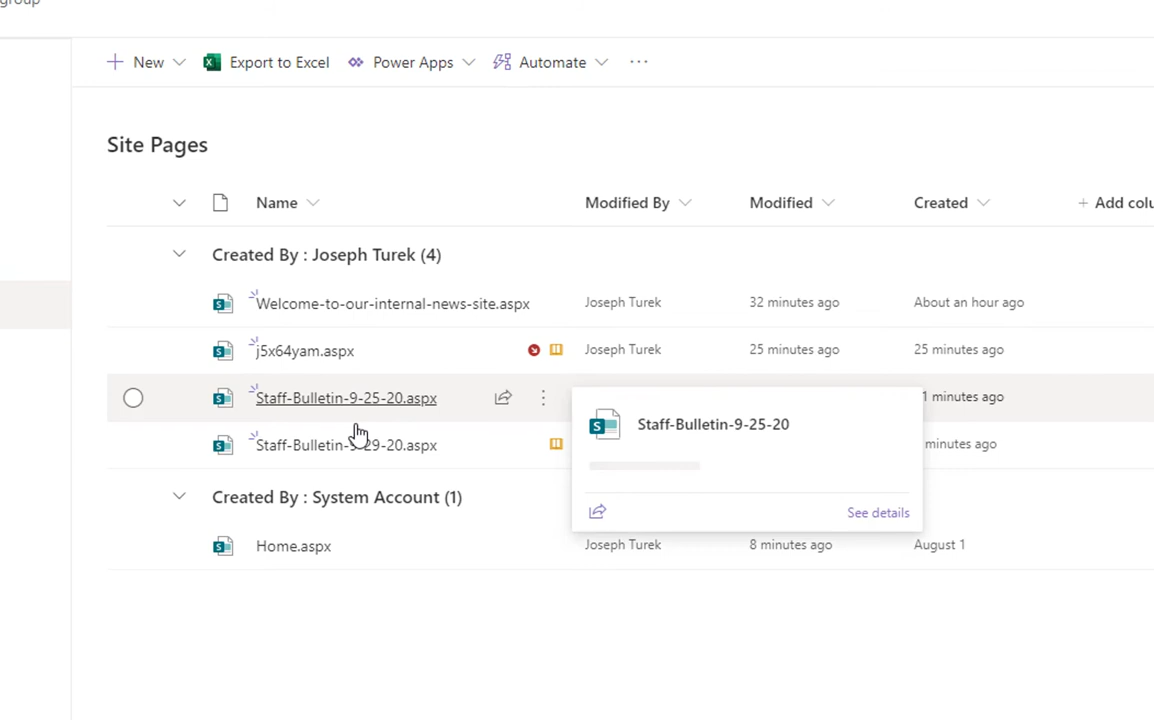 group
New Export to Excel Power Apps Automate ...
Site Pages
Name Modified By Modified Created + Add colu
Created By : Joseph Turek (4)
Welcome-to-our-internal-news-site.aspx Joseph Turek 32 minutes ago About an hour ago
j5x64yam.aspx Joseph Turek 25 minutes ago 25 minutes ago
Staff-Bulletin-9-25-20.aspx 1 minutes ago
Staff-Bulletin-9-25-20
Staff-Bulletin-9-29-20.aspx minutes ago
Created By : System Account (1)
See details
Home.aspx Joseph Turek 8 minutes ago August 1